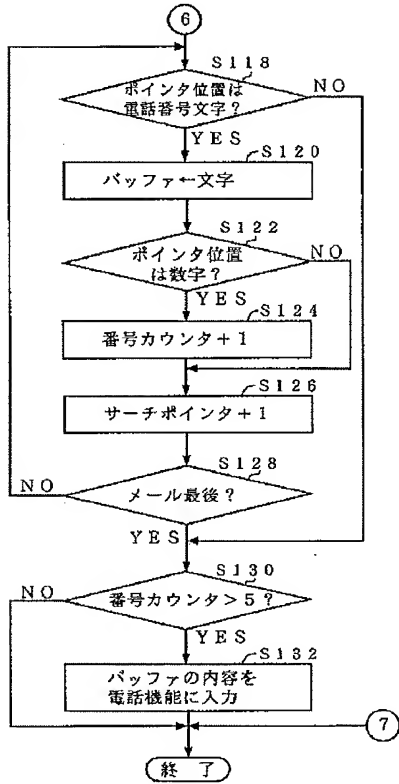 6
S118
ポインタ位置は
電話番号文字?
NO
YES
S120
バッファ←文字
S122
ポインタ位置
は数字?
NO
YES
S124
番号カウンタ+1
S126
サーチポインタ+1
S128
メール最後?
NO
YES
S130
番号カウンタ>5?
NO
YES
S132
バッファの内容を
電話機能に入力
7
終了